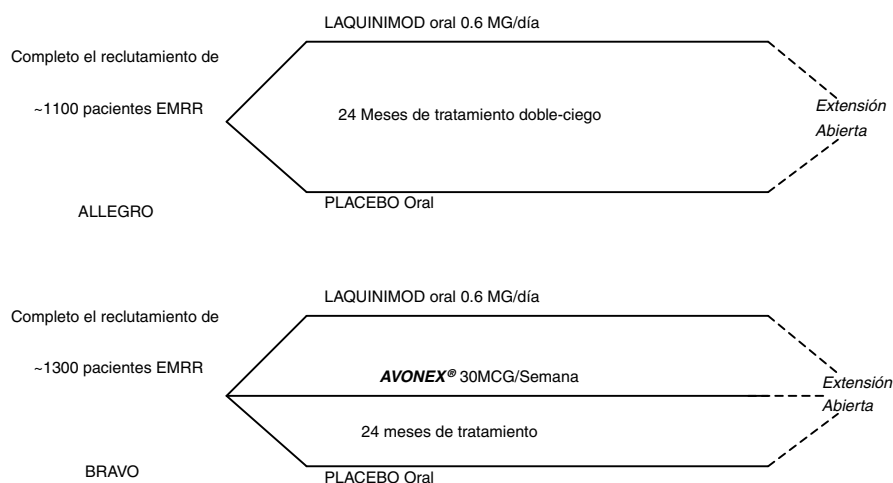 LAQUINIMOD oral 0.6 MG/día
Completo el reclutamiento de
~1100 pacientes EMRR
24 Meses de tratamiento doble-ciego
Extensión
Abierta
PLACEBO Oral
ALLEGRO
LAQUINIMOD oral 0.6 MG/día
Completo el reclutamiento de
~1300 pacientes EMRR
AVONEX® 30MCG/Semana
Extensión
Abierta
24 meses de tratamiento
BRAVO
PLACEBO Oral